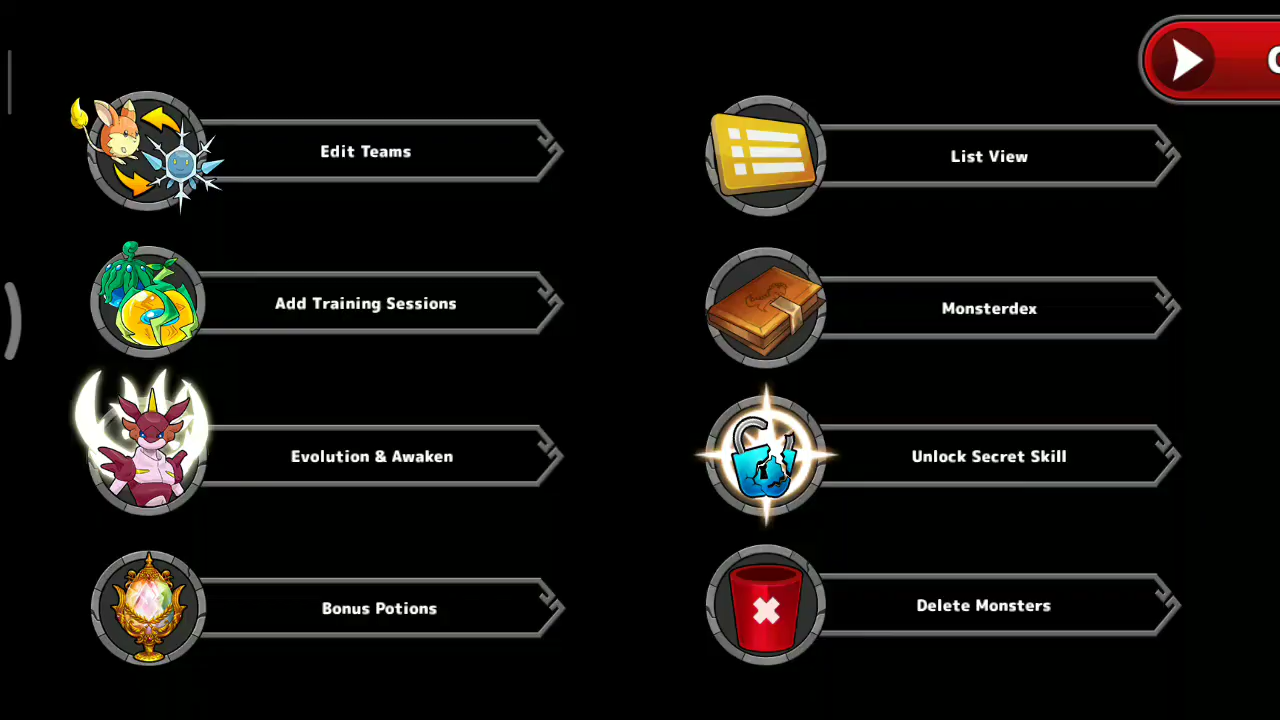 Edit Teams
List View
Add Training Sessions
Monsterdex
Evolution & Awaken
Unlock Secret Skill
Bonus Potions
Delete Monsters